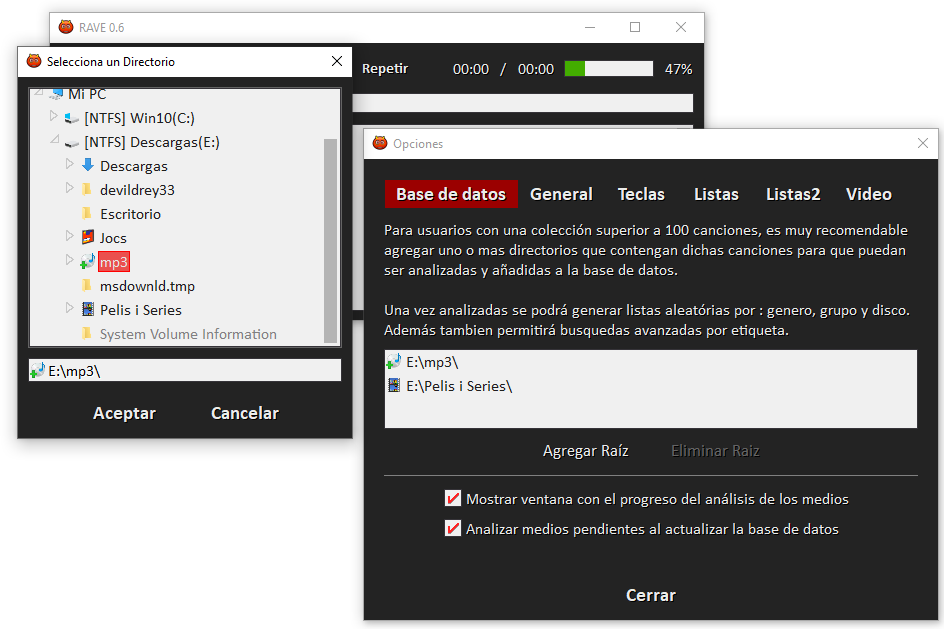 RAVE 0.6
Repetir
00:00 / 00:00
47%
Selecciona un Directorio
Mi PC
[NTFS] Win10(C:)
[NTFS] Descargas(E:)
Descargas
devildrey33
Escritorio
Jocs
mp3
msdownld.tmp
Pelis i Series
System Volume Information
E:\mp3\
Aceptar Cancelar
Opciones
Base de datos General Teclas Listas Listas2 Video
Para usuarios con una colección superior a 100 canciones, es muy recomendable
agregar uno o mas directorios que contengan dichas canciones para que puedan
ser analizadas y añadidas a la base de datos.
Una vez analizadas se podrá generar listas aleatórias por : genero, grupo y disco.
Además tambien permitirá busquedas avanzadas por etiqueta.
E:\mp3\
E:\Pelis i Series\
Agregar Raíz Eliminar Raiz
Mostrar ventana con el progreso del análisis de los medios
Analizar medios pendientes al actualizar la base de datos
Cerrar